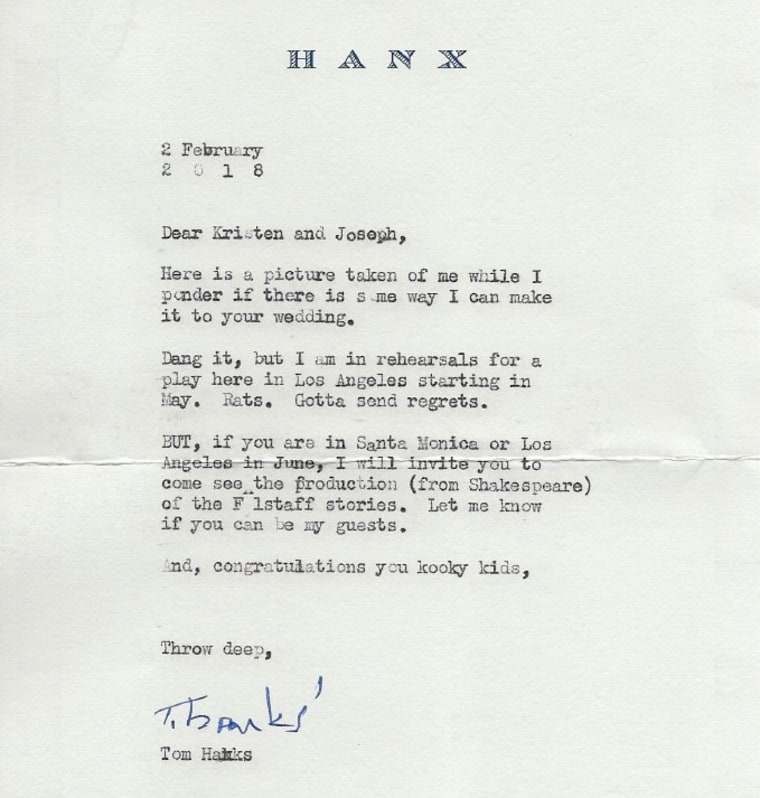 HANX
2 February
2 0 1 8
Dear Kristen and Joseph,
Here is a picture taken of me while I
ponder if there is some way I can make
it to your wedding.
Dang it, but I am in rehearsals for a
play here in Los Angeles starting in
May. Rats. Gotta send regrets.
BUT, if you are in Santa Monica or Los
Angeles in June, I will invite you to
come see the production (from Shakespeare)
of the F lstaff stories. Let me know
if you can be my guests.
And, congratulations you kooky kids,
Throw deep,
T. Hanks
Tom Hanks